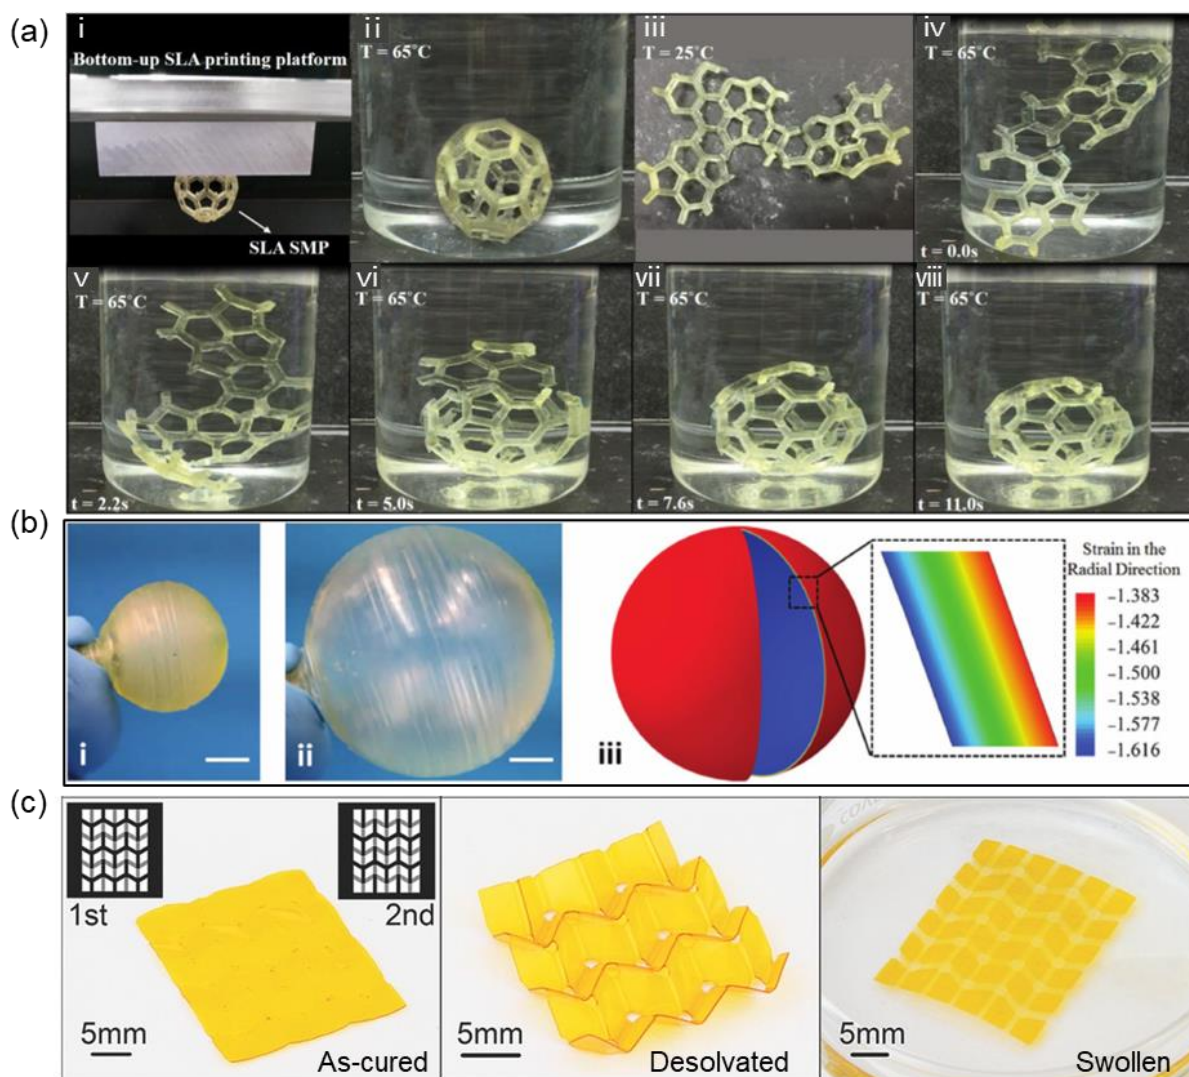 (a)
i
Bottom-up SLA printing platform
SLA SMP
ii
T = 65°C
iii
T = 25°C
iv
T = 65°C
t = 0.0s
v
T = 65°C
t = 2.2s
vi
T = 65°C
t = 5.0s
vii
T = 65°C
t = 7.6s
viii
T = 65°C
t = 11.0s
(b)
i
ii
iii
Strain in the
Radial Direction
-1.383
-1.422
-1.461
-1.500
-1.538
-1.577
-1.616
(c)
1st
2nd
5mm
As-cured
5mm
Desolvated
5mm
Swollen